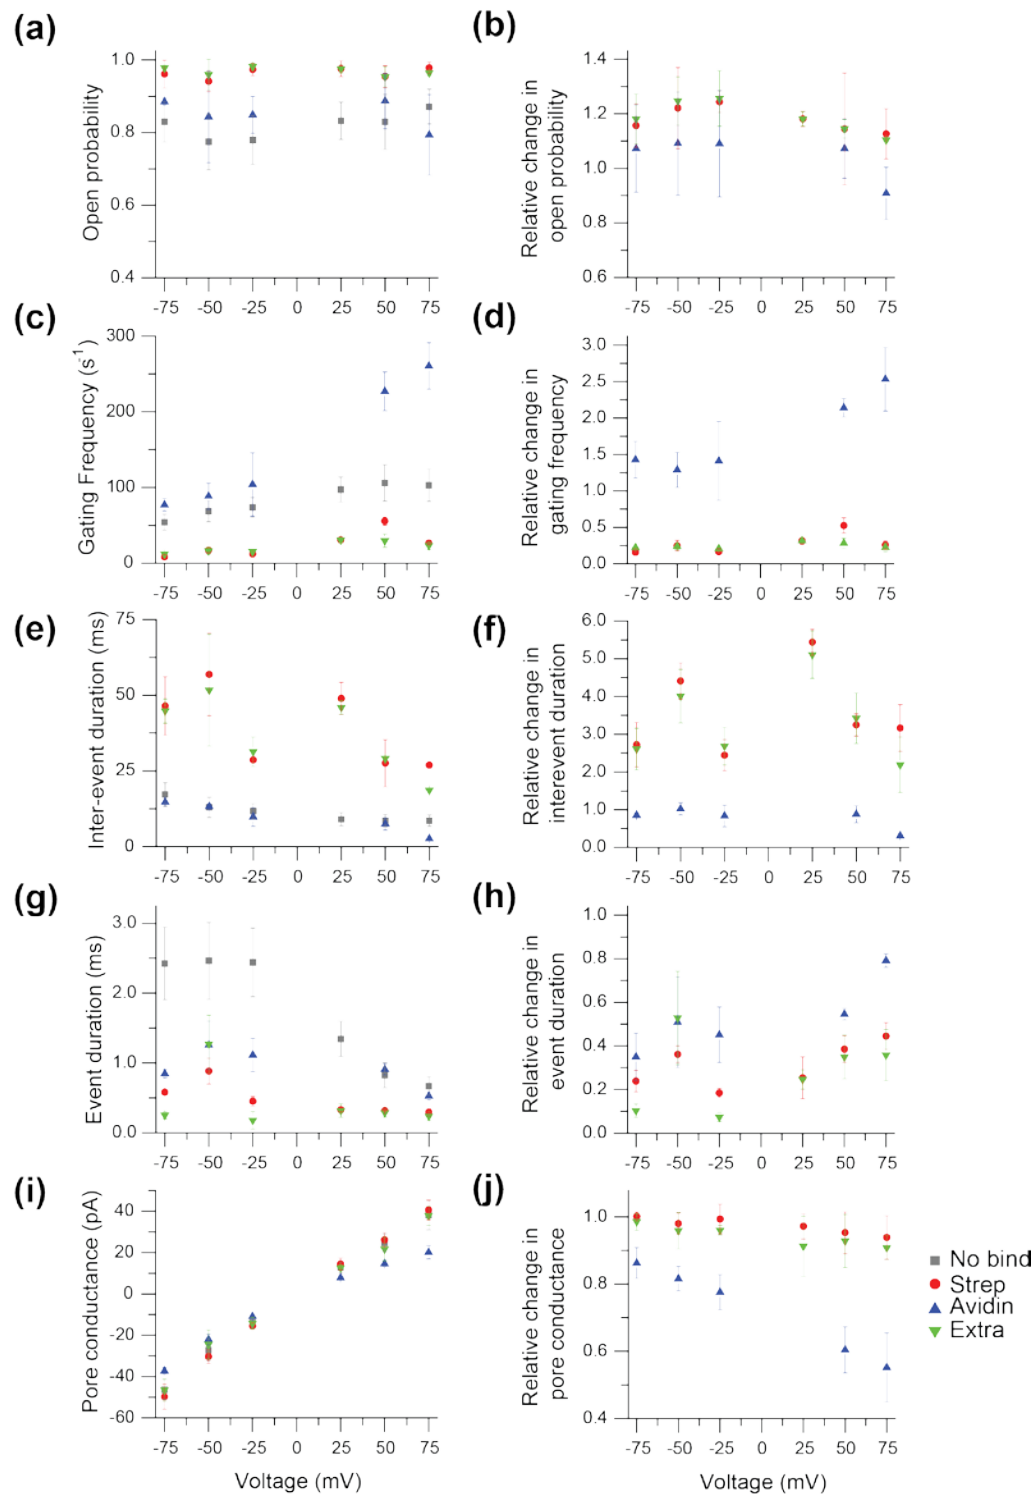 (a)
Open probability
1.0
0.8
0.6
0.4
-75 -50 -25 0 25 50 75
(b)
Relative change in
open probability
1.4
1.2
1.0
0.8
0.6
-75 -50 -25 0 25 50 75
(c)
Gating Frequency (s-1)
300
200
100
0
-75 -50 -25 0 25 50 75
(d)
Relative change in
gating frequency
3.0
2.5
2.0
1.5
1.0
0.5
0.0
-75 -50 -25 0 25 50 75
(e)
Inter-event duration (ms)
75
50
25
0
-75 -50 -25 0 25 50 75
(f)
Relative change in
interevent duration
6.0
5.0
4.0
3.0
2.0
1.0
0.0
-75 -50 -25 0 25 50 75
(g)
Event duration (ms)
3.0
2.0
1.0
0.0
-75 -50 -25 0 25 50 75
(h)
Relative change in
event duration
1.0
0.8
0.6
0.4
0.2
0.0
-75 -50 -25 0 25 50 75
(i)
Pore conductance (pA)
40
20
0
-20
-40
-60
-75 -50 -25 0 25 50 75
Voltage (mV)
(j)
Relative change in
pore conductance
1.0
0.8
0.6
0.4
-75 -50 -25 0 25 50 75
Voltage (mV)
No bind
Strep
Avidin
Extra